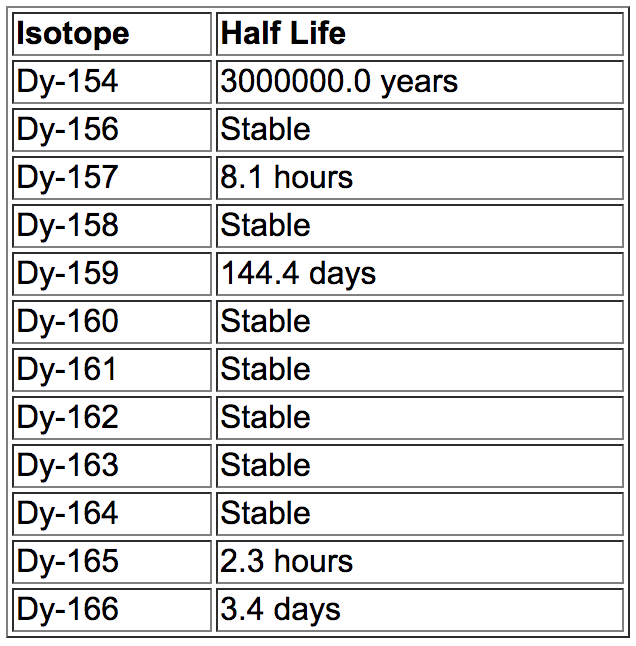 Isotope Half Life
Dy-154 3000000.0 years
Dy-156 Stable
Dy-157 8.1 hours
Dy-158 Stable
Dy-159 144.4 days
Dy-160 Stable
Dy-161 Stable
Dy-162 Stable
Dy-163 Stable
Dy-164 Stable
Dy-165 2.3 hours
Dy-166 3.4 days